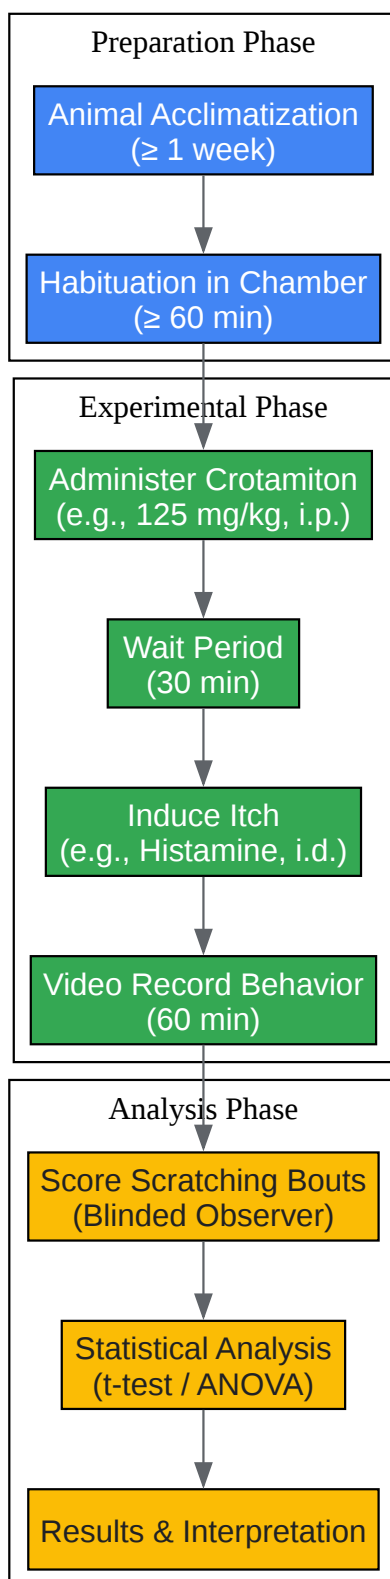 Preparation Phase
Animal Acclimatization
(≥ 1 week)
Habituation in Chamber
(≥ 60 min)
Experimental Phase
Administer Crotamiton
(e.g., 125 mg/kg, i.p.)
Wait Period
(30 min)
Induce Itch
(e.g., Histamine, i.d.)
Video Record Behavior
(60 min)
Analysis Phase
Score Scratching Bouts
(Blinded Observer)
Statistical Analysis
(t-test / ANOVA)
Results & Interpretation